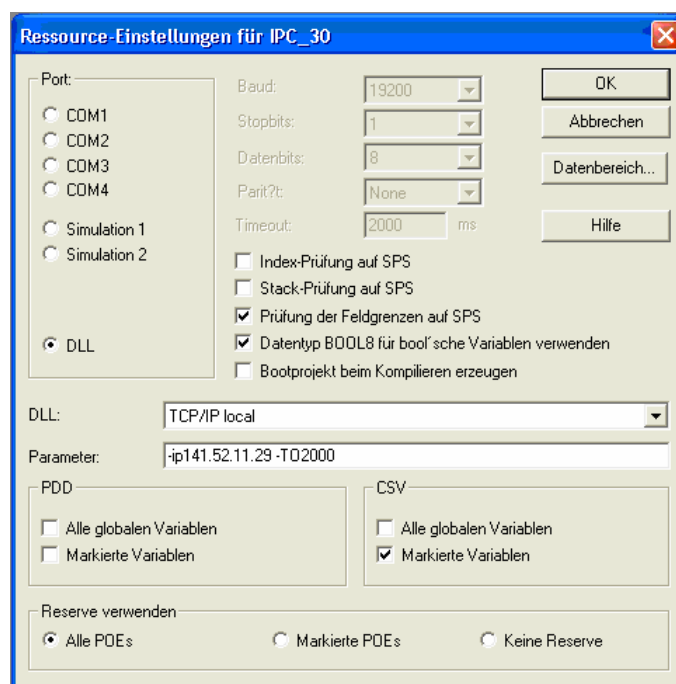 Ressource-Einstellungen für IPC_30
Port:
COM1
COM2
COM3
COM4
Simulation 1
Simulation 2
DLL
Baud: 19200
Stopbits: 1
Datenbits: 8
Parit?t: None
Timeout: 2000 ms
OK
Abbrechen
Datenbereich...
Hilfe
Index-Prüfung auf SPS
Stack-Prüfung auf SPS
Prüfung der Feldgrenzen auf SPS
Datentyp BOOL8 für bool´sche Variablen verwenden
Bootprojekt beim Kompilieren erzeugen
DLL: TCP/IP local
Parameter: -ip141.52.11.29 -TO2000
PDD
Alle globalen Variablen
Markierte Variablen
CSV
Alle globalen Variablen
Markierte Variablen
Reserve verwenden
Alle POEs Markierte POEs Keine Reserve